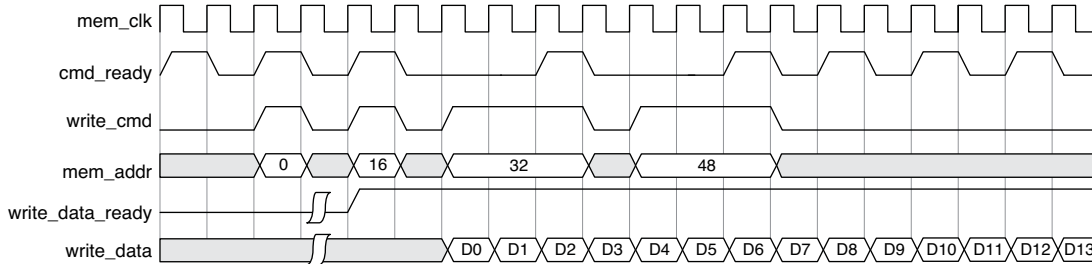 mem_clk
cmd_ready
write_cmd
mem_addr 0 16 32 48
write_data_ready
write_data D0 D1 D2 D3 D4 D5 D6 D7 D8 D9 D10 D11 D12 D13